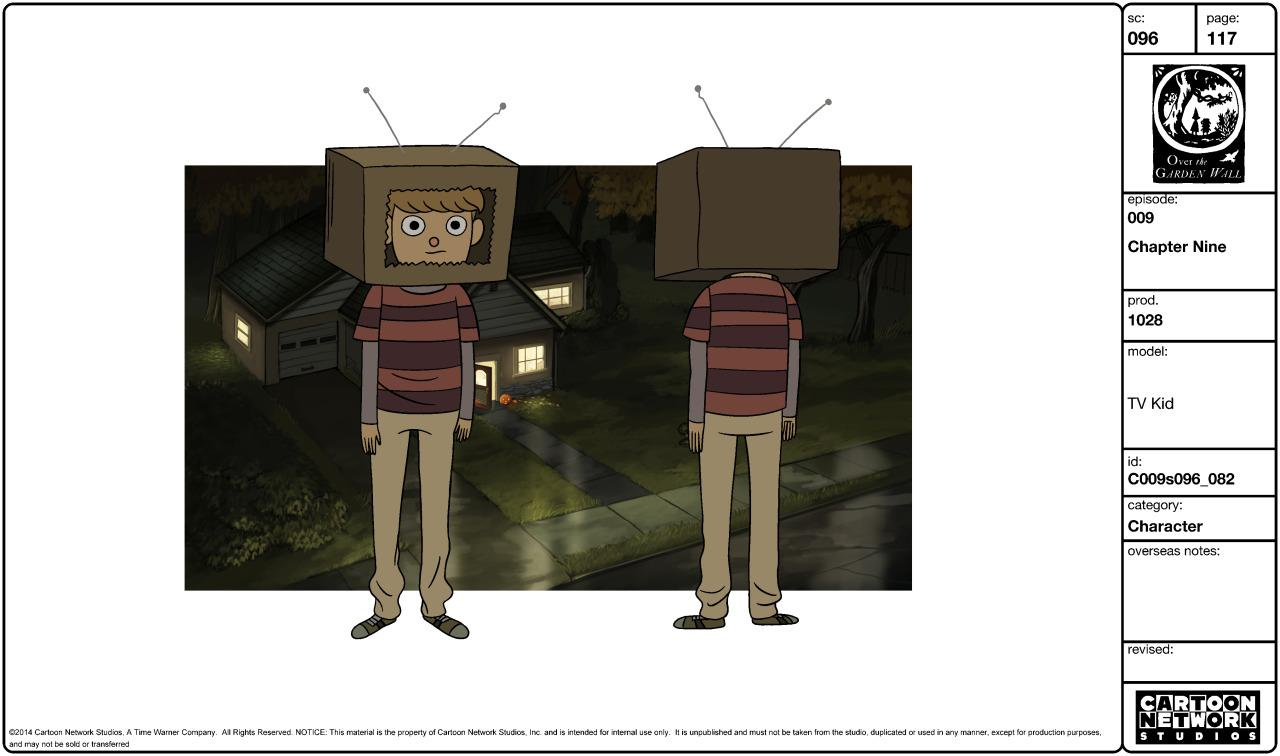 sc:
096
page:
117
Over the
GARDEN WALL
episode:
009
Chapter Nine
prod.
1028
model:
TV Kid
id:
C009s096_082
category:
Character
overseas notes:
revised:
CARTOON
NETWORK
STUDIOS
©2014 Cartoon Network Studios, A Time Warner Company.  All Rights Reserved. NOTICE: This material is the property of Cartoon Network Studios, Inc. and is intended for internal use only.  It is unpublished and must not be taken from the studio, duplicated or used in any manner, except for production purposes,
and may not be sold or transferred